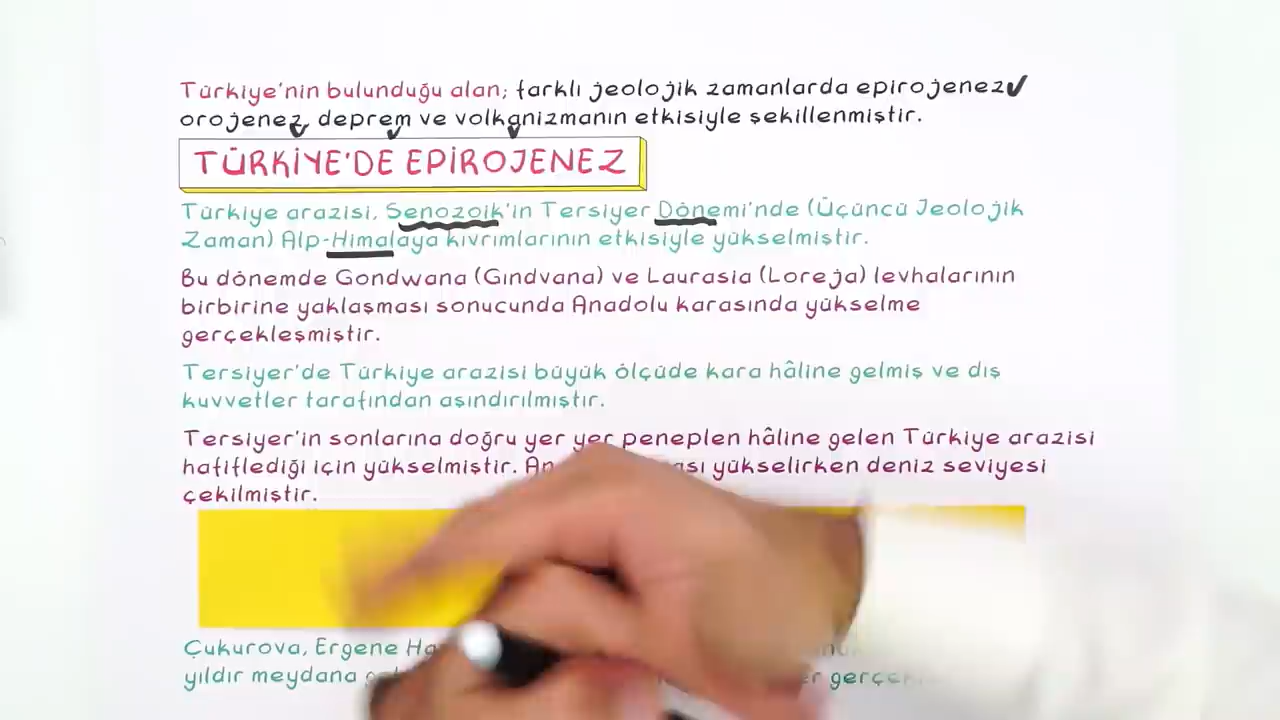 Türkiye'nin bulunduğu alan; farklı jeolojik zamanlarda epirojenez
orojenez, deprem ve volkanizmanın etkisiyle şekillenmiştir.
TÜRKİYE'DE EPİROJENEZ
Türkiye arazisi, Senozoik'in Tersiyer Dönemi'nde (Üçüncü Jeolojik
Zaman) Alp-Himalaya kıvrımlarının etkisiyle yükselmiştir.
Bu dönemde Gondwana (Gındvana) ve Laurasia (Loreja) levhalarının
birbirine yaklaşması sonucunda Anadolu karasında yükselme
gerçekleşmiştir.
Tersiyer'de Türkiye arazisi büyük ölçüde kara hâline gelmiş ve dış
kuvvetler tarafından aşındırılmıştır.
Tersiyer'in sonlarına doğru yer yer peneplen hâline gelen Türkiye arazisi
hafiflediği için yükselmiştir. yükselirken deniz seviyesi
çekilmiştir.
Çukurova, Ergene
yıldır meydana